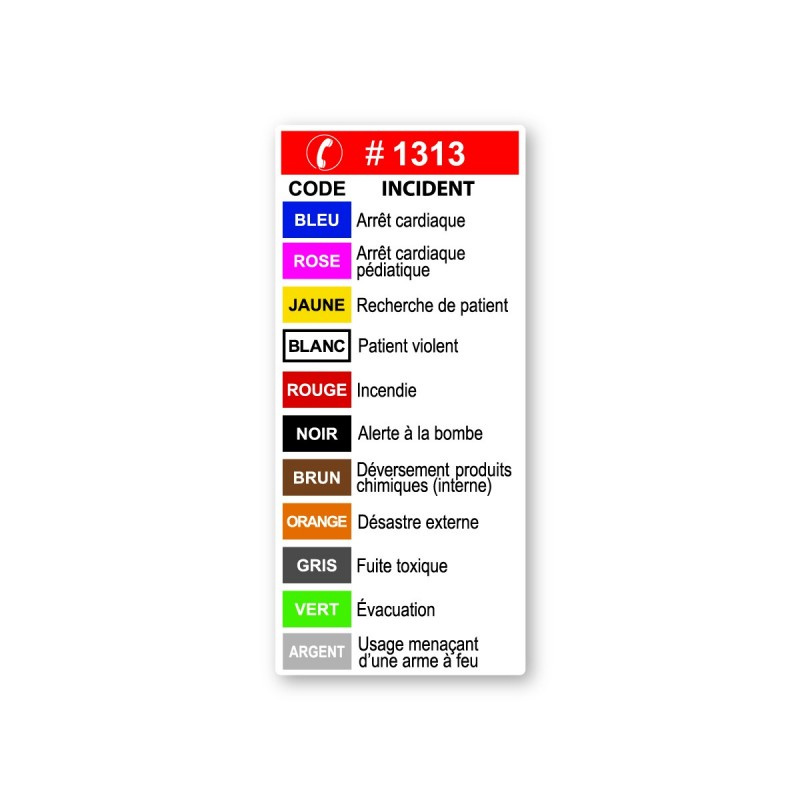 # 1313
CODE INCIDENT
BLEU Arrêt cardiaque
ROSE Arrêt cardiaque
pédiatique
JAUNE Recherche de patient
BLANC Patient violent
ROUGE Incendie
NOIR Alerte à la bombe
BRUN Déversement produits
chimiques (interne)
ORANGE Désastre externe
GRIS Fuite toxique
VERT Évacuation
ARGENT Usage menaçant
d'une arme à feu